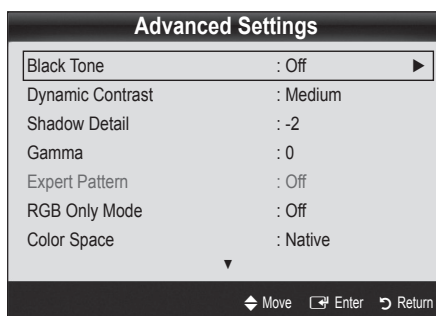 Advanced Settings
Black Tone : Off ▶
Dynamic Contrast : Medium
Shadow Detail : -2
Gamma : 0
Expert Pattern : Off
RGB Only Mode : Off
Color Space : Native
▼
Move Enter Return